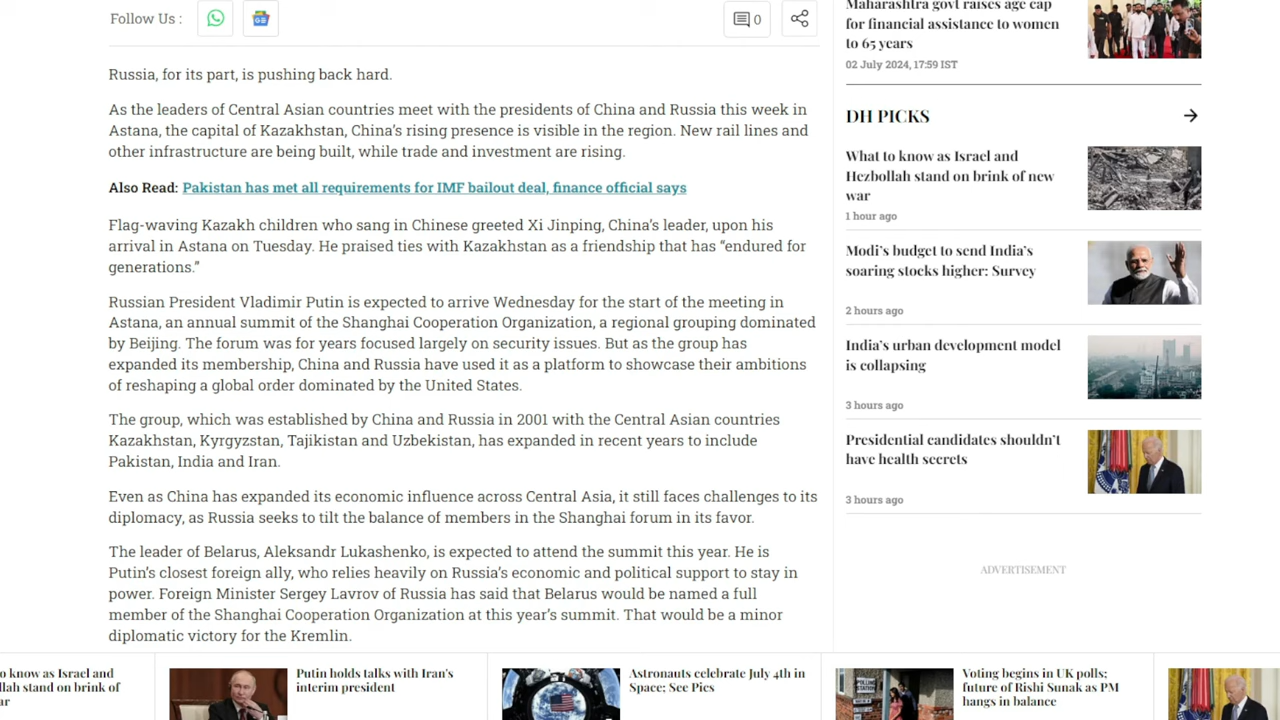 Follow Us :
0
Russia, for its part, is pushing back hard.
As the leaders of Central Asian countries meet with the presidents of China and Russia this week in
Astana, the capital of Kazakhstan, China’s rising presence is visible in the region. New rail lines and
other infrastructure are being built, while trade and investment are rising.
Also Read: Pakistan has met all requirements for IMF bailout deal, finance official says
Flag-waving Kazakh children who sang in Chinese greeted Xi Jinping, China’s leader, upon his
arrival in Astana on Tuesday. He praised ties with Kazakhstan as a friendship that has “endured for
generations.”
Russian President Vladimir Putin is expected to arrive Wednesday for the start of the meeting in
Astana, an annual summit of the Shanghai Cooperation Organization, a regional grouping dominated
by Beijing. The forum was for years focused largely on security issues. But as the group has
expanded its membership, China and Russia have used it as a platform to showcase their ambitions
of reshaping a global order dominated by the United States.
The group, which was established by China and Russia in 2001 with the Central Asian countries
Kazakhstan, Kyrgyzstan, Tajikistan and Uzbekistan, has expanded in recent years to include
Pakistan, India and Iran.
Even as China has expanded its economic influence across Central Asia, it still faces challenges to its
diplomacy, as Russia seeks to tilt the balance of members in the Shanghai forum in its favor.
The leader of Belarus, Aleksandr Lukashenko, is expected to attend the summit this year. He is
Putin’s closest foreign ally, who relies heavily on Russia’s economic and political support to stay in
power. Foreign Minister Sergey Lavrov of Russia has said that Belarus would be named a full
member of the Shanghai Cooperation Organization at this year’s summit. That would be a minor
diplomatic victory for the Kremlin.
Maharashtra govt raises age cap
for financial assistance to women
to 65 years
02 July 2024, 17:59 IST
DH PICKS
What to know as Israel and
Hezbollah stand on brink of new
war
1 hour ago
Modi’s budget to send India’s
soaring stocks higher: Survey
2 hours ago
India’s urban development model
is collapsing
3 hours ago
Presidential candidates shouldn’t
have health secrets
3 hours ago
ADVERTISEMENT
o know as Israel and
llah stand on brink of
ar
Putin holds talks with Iran’s
interim president
Astronauts celebrate July 4th in
Space; See Pics
Voting begins in UK polls;
future of Rishi Sunak as PM
hangs in balance